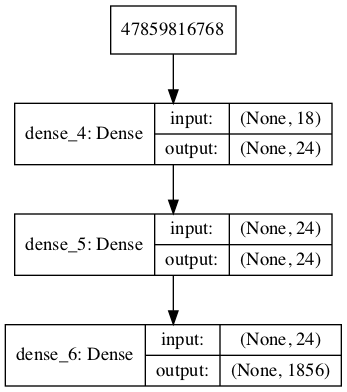 47859816768
dense_4: Dense
input: (None, 18)
output: (None, 24)
dense_5: Dense
input: (None, 24)
output: (None, 24)
dense_6: Dense
input: (None, 24)
output: (None, 1856)